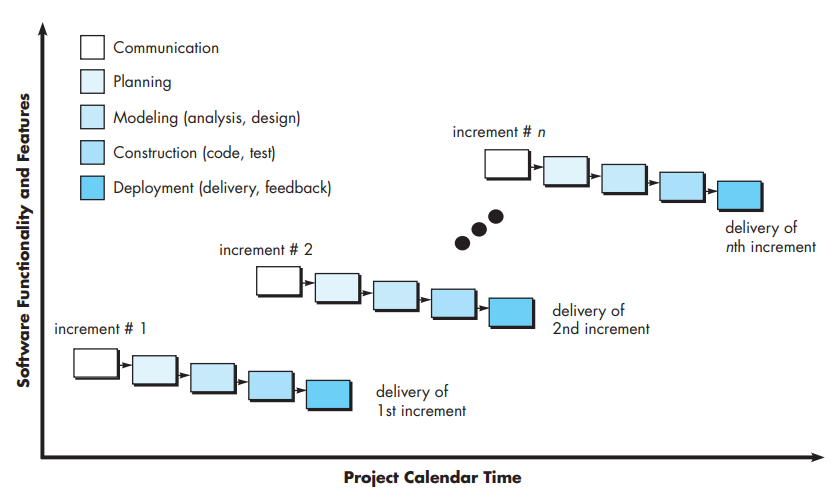 Communication
Planning
Modeling (analysis, design)
Construction (code, test)
Deployment (delivery, feedback)
Software Functionality and Features
increment # n
delivery of
nth increment
increment # 2
delivery of
2nd increment
increment # 1
delivery of
1st increment
Project Calendar Time